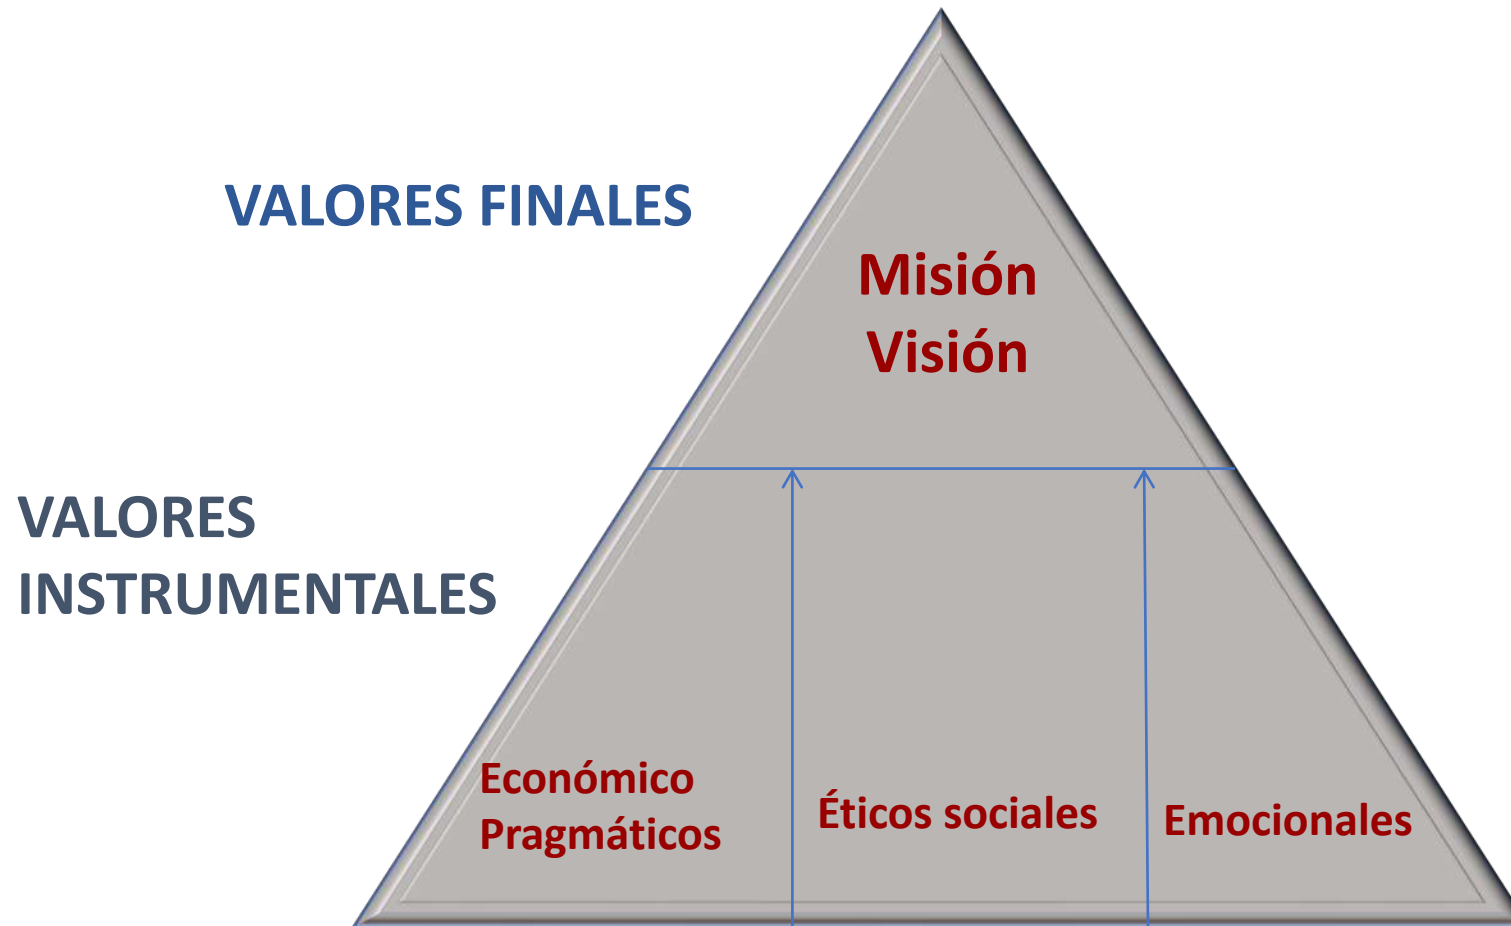 VALORES FINALES
Misión
Visión
VALORES
INSTRUMENTALES
Económico
Pragmáticos
Éticos sociales
Emocionales